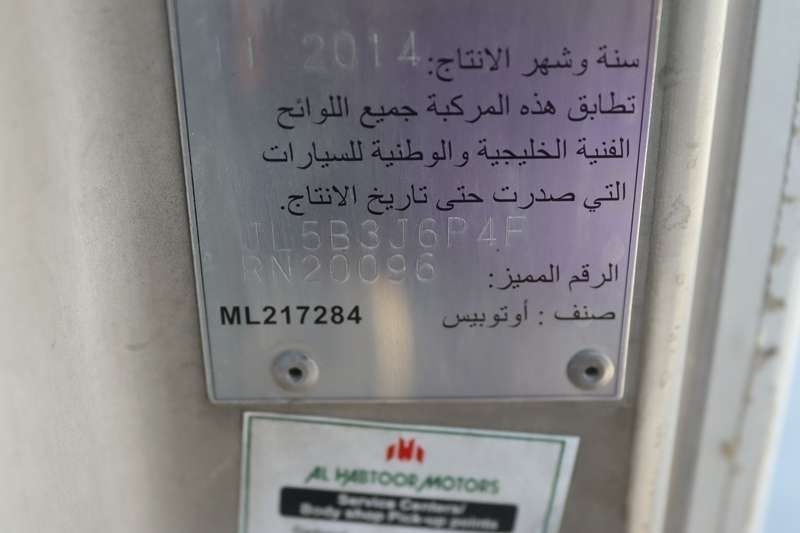 سنة وشهر الانتاج: 11 2014
تطابق هذه المركبة جميع اللوائح
الفنية الخليجية والوطنية للسيارات
التي صدرت حتى تاريخ الانتاج.
JL5B3J6P4F
الرقم المميز: RN20096
صنف : أوتوبيس ML217284
AL HABTOOR MOTORS
Service Centers/
Body shop Pick-up points